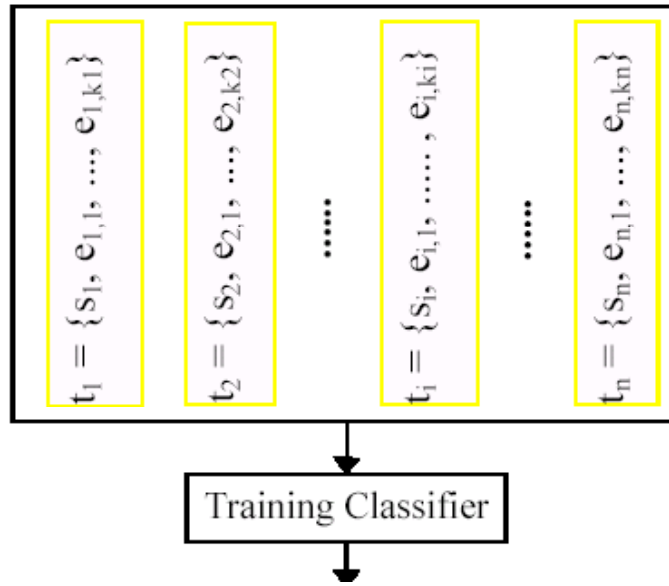 t₁ = {s₁, e₁,₁, ..., e₁,ₖ₁}
t₂ = {s₂, e₂,₁, ..., e₂,ₖ₂}
......
tᵢ = {sᵢ, eᵢ,₁, ...... , eᵢ,ₖᵢ}
......
tₙ = {sₙ, eₙ,₁, ..., eₙ,ₖₙ}
Training Classifier